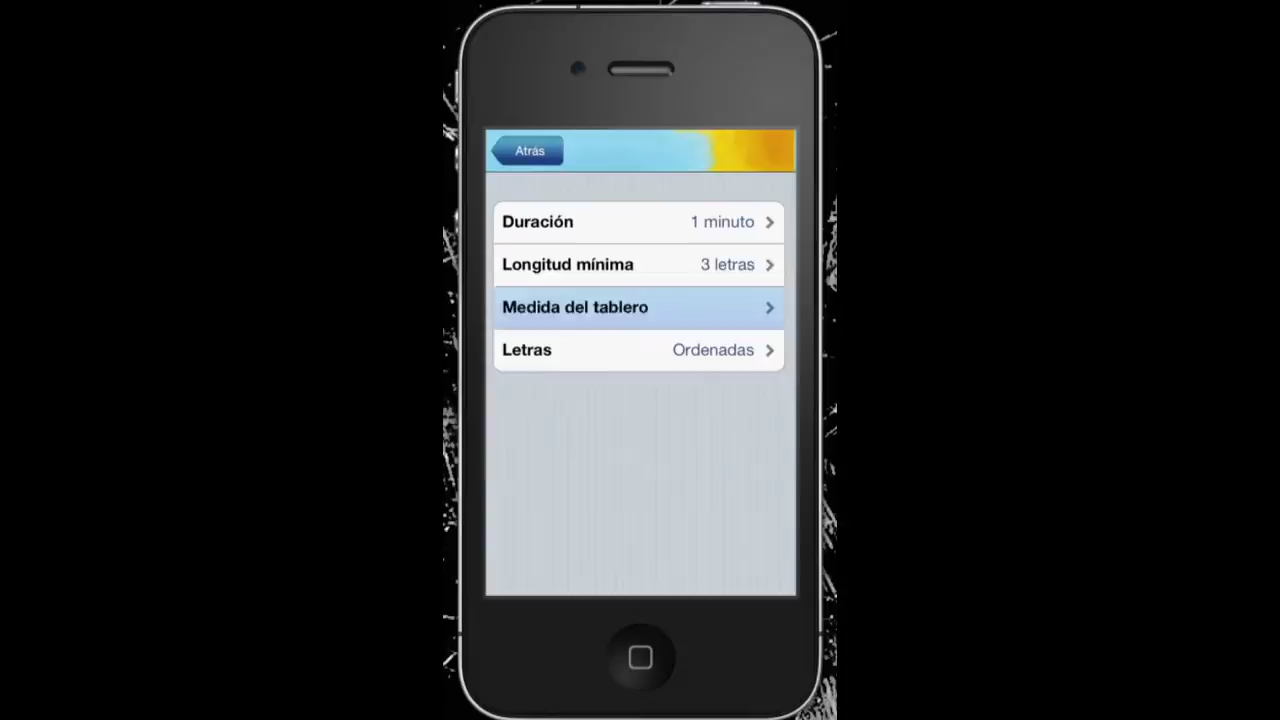 Atrás
Duración 1 minuto
Longitud mínima 3 letras
Medida del tablero
Letras Ordenadas